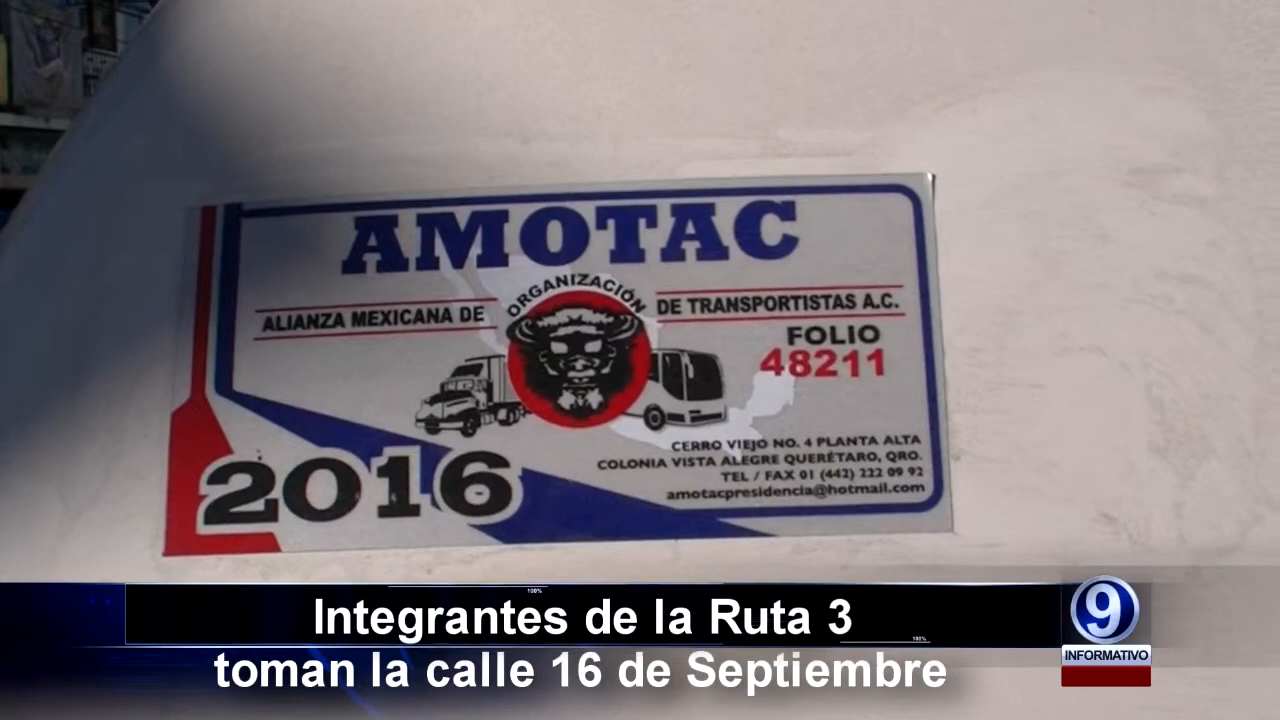 AMOTAC
ALIANZA MEXICANA DE ORGANIZACIÓN DE TRANSPORTISTAS A.C.
FOLIO
48211
2016
CERRO VIEJO NO. 4 PLANTA ALTA
COLONIA VISTA ALEGRE QUERÉTARO, QRO.
TEL / FAX 01 (442) 222 09 92
amotacpresidencia@hotmail.com
100%
Integrantes de la Ruta 3
100%
toman la calle 16 de Septiembre
9
INFORMATIVO